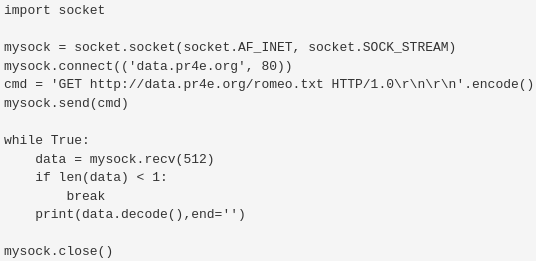 import socket

mysock = socket.socket(socket.AF_INET, socket.SOCK_STREAM)
mysock.connect(('data.pr4e.org', 80))
cmd = 'GET http://data.pr4e.org/romeo.txt HTTP/1.0\r\n\r\n'.encode()
mysock.send(cmd)

while True:
    data = mysock.recv(512)
    if len(data) < 1:
        break
    print(data.decode(),end='')

mysock.close()